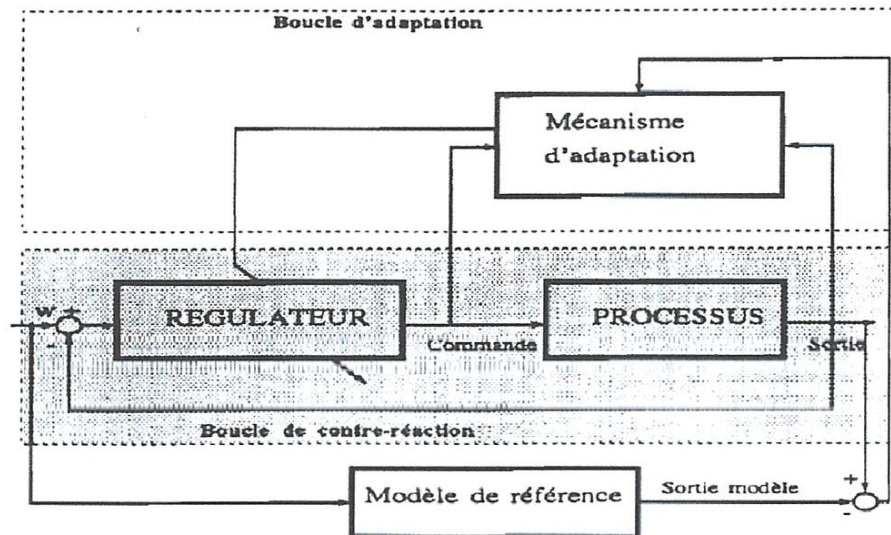 Boucle d'adaptation
Mécanisme
d'adaptation
w
+
-
REGULATEUR
Commande
PROCESSUS
Sortie
Boucle de contre-réaction
Modèle de référence
Sortie modèle
+
-